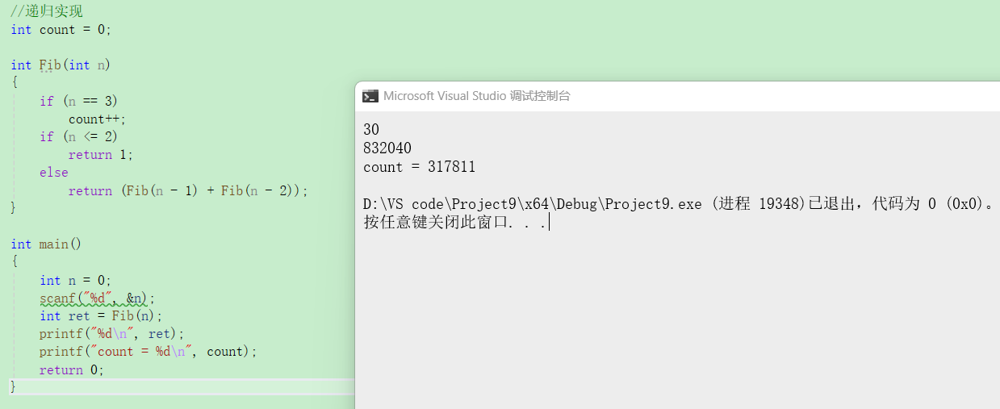 //递归实现
int count = 0;
int Fib(int n)
{
if (n == 3)
count++;
if (n <= 2)
return 1;
else
return (Fib(n - 1) + Fib(n - 2));
}
int main()
{
int n = 0;
scanf("%d", &n);
int ret = Fib(n);
printf("%d\n", ret);
printf("count = %d\n", count);
return 0;
}
Microsoft Visual Studio 调试控制台
30
832040
count = 317811
D:\VS code\Project9\x64\Debug\Project9.exe (进程 19348)已退出，代码为 0 (0x0)。
按任意键关闭此窗口. . .